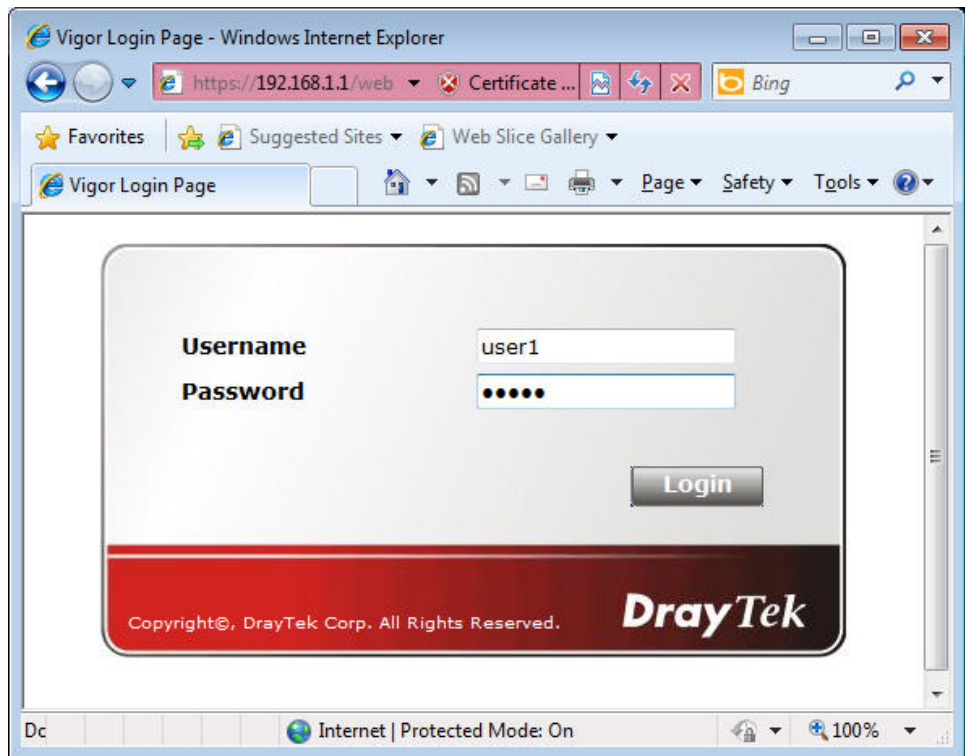 Vigor Login Page - Windows Internet Explorer
https://192.168.1.1/web Certificate ... Bing
Favorites Suggested Sites Web Slice Gallery
Vigor Login Page Page Safety Tools
Username user1
Password •••••
Login
Copyright©, DrayTek Corp. All Rights Reserved. DrayTek
Dc Internet | Protected Mode: On 100%